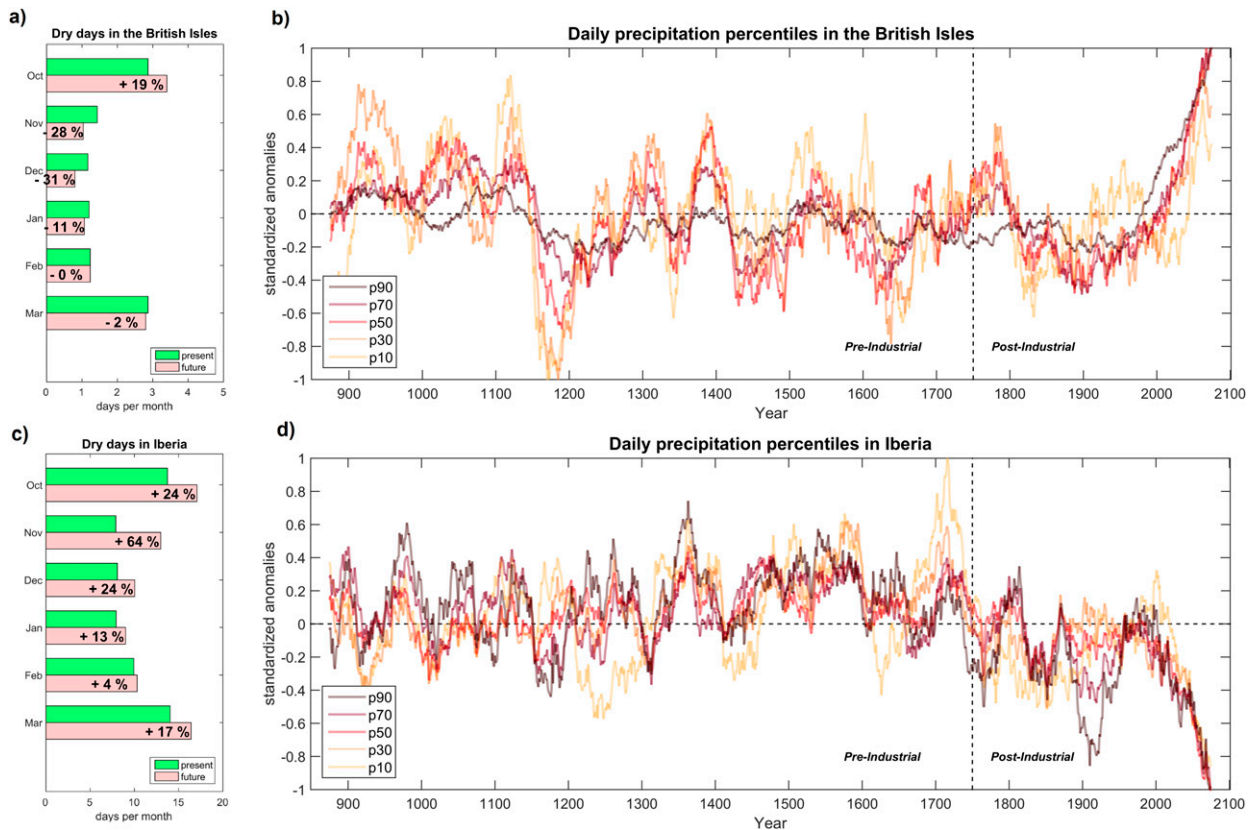 a)
Dry days in the British Isles
Oct
+ 19 %
Nov
- 28 %
Dec
- 31 %
Jan
- 11 %
Feb
- 0 %
Mar
- 2 %
present
future
0 1 2 3 4 5
days per month
b)
Daily precipitation percentiles in the British Isles
standardized anomalies
1
0.8
0.6
0.4
0.2
0
-0.2
-0.4
-0.6
-0.8
-1
p90
p70
p50
p30
p10
Pre-Industrial
Post-Industrial
900 1000 1100 1200 1300 1400 1500 1600 1700 1800 1900 2000 2100
Year
c)
Dry days in Iberia
Oct
+ 24 %
Nov
+ 64 %
Dec
+ 24 %
Jan
+ 13 %
Feb
+ 4 %
Mar
+ 17 %
present
future
0 5 10 15 20
days per month
d)
Daily precipitation percentiles in Iberia
standardized anomalies
1
0.8
0.6
0.4
0.2
0
-0.2
-0.4
-0.6
-0.8
-1
p90
p70
p50
p30
p10
Pre-Industrial
Post-Industrial
900 1000 1100 1200 1300 1400 1500 1600 1700 1800 1900 2000 2100
Year